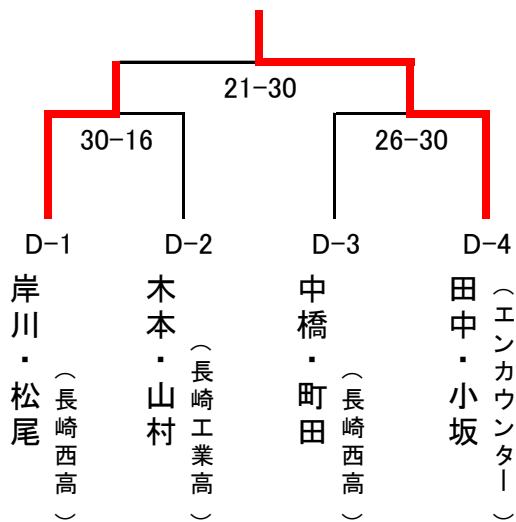 21-30
30-16
26-30
D-1
D-2
D-3
D-4
岸川・松尾
（長崎西高）
木本・山村
（長崎工業高）
中橋・町田
（長崎西高）
田中・小坂
（エンカウンター）